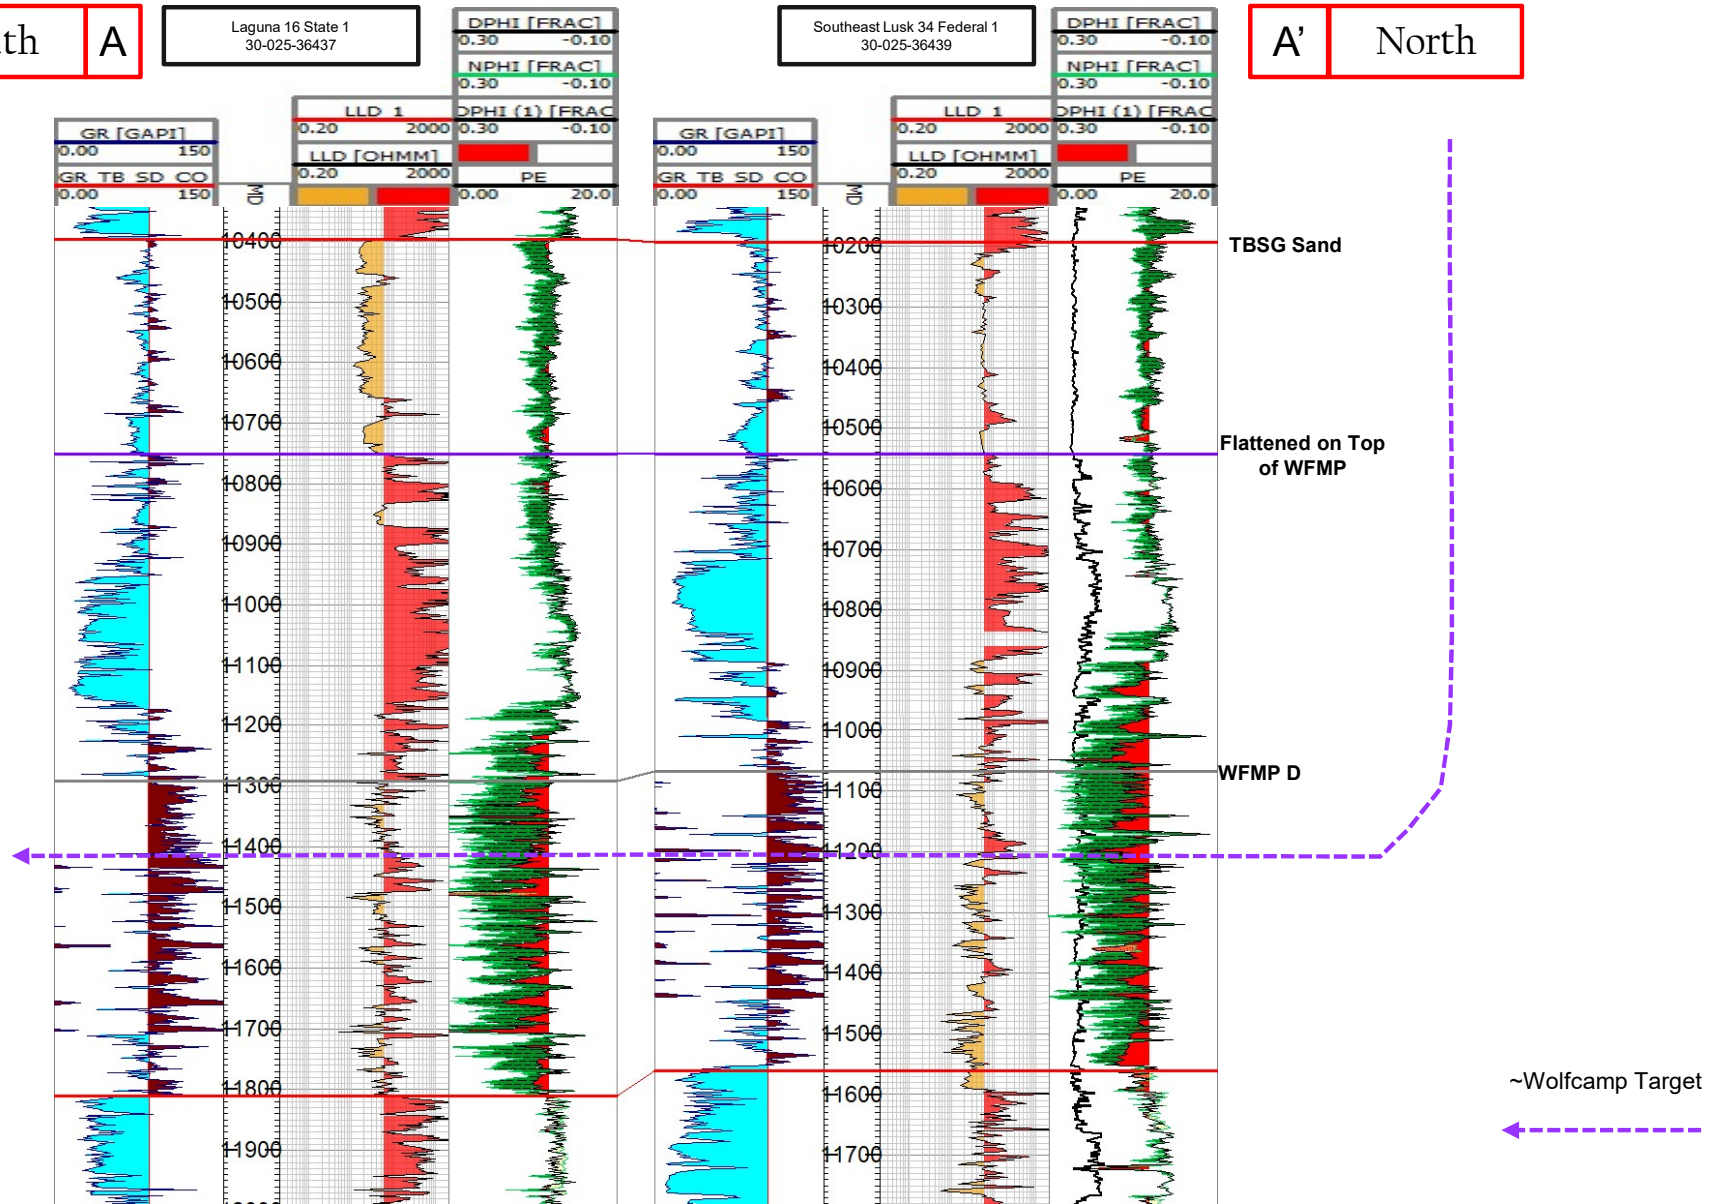 th
A
Laguna 16 State 1
30-025-36437
DPHI [FRAC]
0.30 -0.10
NPHI [FRAC]
0.30 -0.10
DPHI (1) [FRAC
0.30 -0.10
PE
0.00 20.0
LLD 1
0.20 2000
LLD [OHMM]
0.20 2000
GR [GAPI]
0.00 150
GR TB SD CO
0.00 150
MD
Southeast Lusk 34 Federal 1
30-025-36439
DPHI [FRAC]
0.30 -0.10
NPHI [FRAC]
0.30 -0.10
DPHI (1) [FRAC
0.30 -0.10
PE
0.00 20.0
LLD 1
0.20 2000
LLD [OHMM]
0.20 2000
GR [GAPI]
0.00 150
GR TB SD CO
0.00 150
MD
A'
North
10400
10500
10600
10700
10800
10900
11000
11100
11200
11300
11400
11500
11600
11700
11800
11900
10200
10300
10400
10500
10600
10700
10800
10900
11000
11100
11200
11300
11400
11500
11600
11700
TBSG Sand
Flattened on Top
of WFMP
WFMP D
~Wolfcamp Target